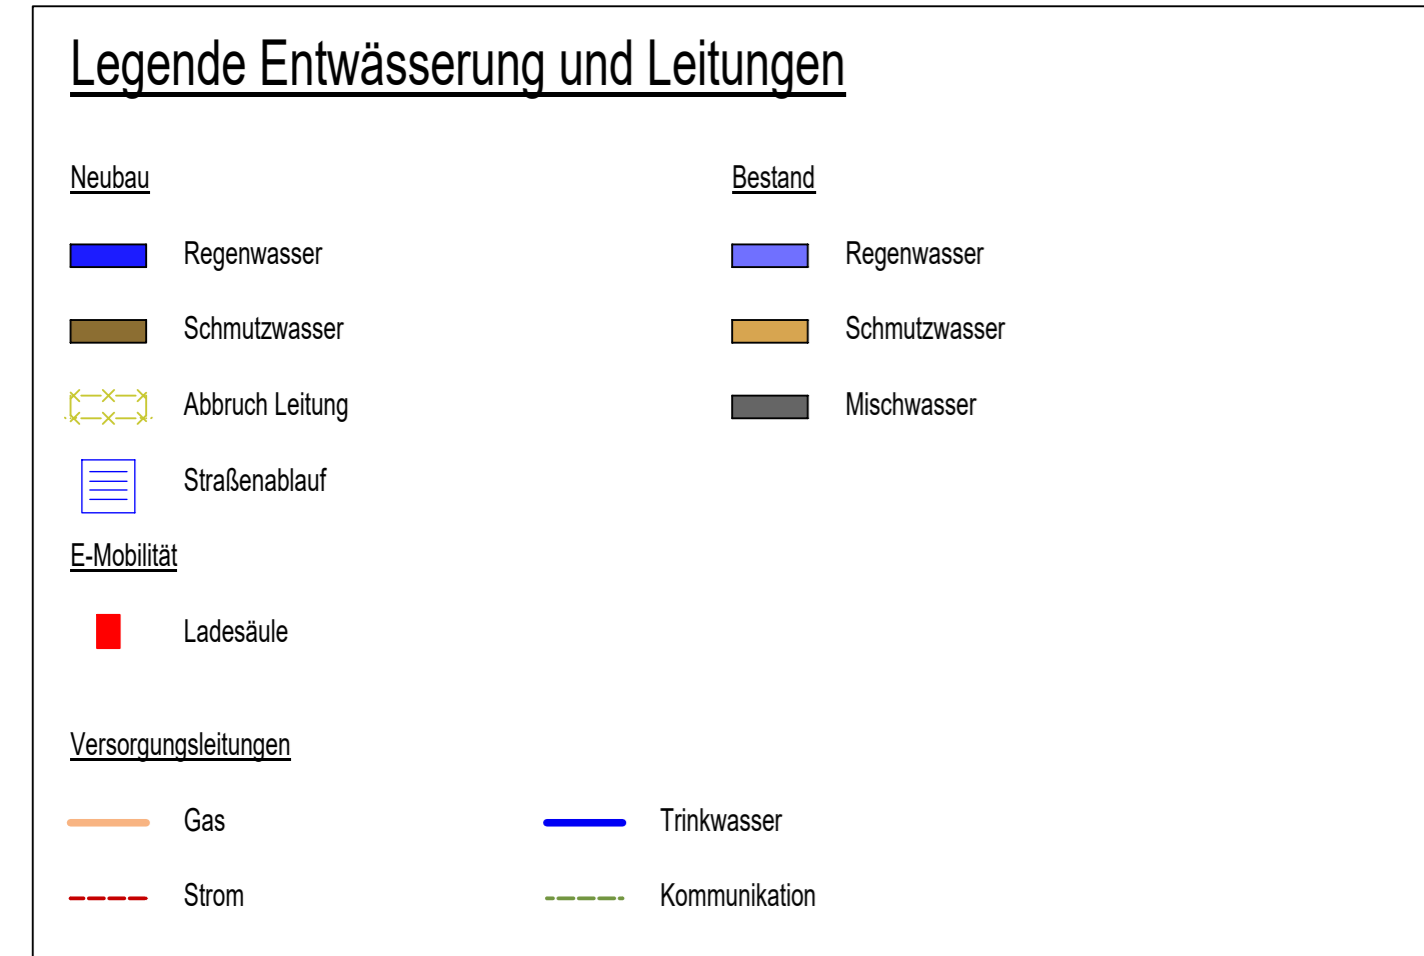 Legende Entwässerung und Leitungen
Neubau
Bestand
Regenwasser
Regenwasser
Schmutzwasser
Schmutzwasser
Abbruch Leitung
Mischwasser
Straßenablauf
E-Mobilität
Ladesäule
Versorgungsleitungen
Gas
Trinkwasser
Strom
Kommunikation